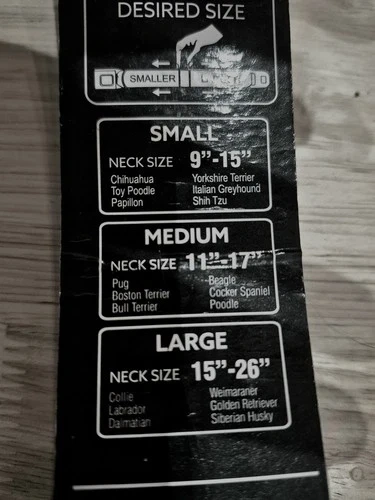 DESIRED SIZE
SMALLER
SMALL
NECK SIZE 9”-15”
Chihuahua Yorkshire Terrier
Toy Poodle Italian Greyhound
Papillon Shih Tzu
MEDIUM
NECK SIZE 11”-17”
Pug Beagle
Boston Terrier Cocker Spaniel
Bull Terrier Poodle
LARGE
NECK SIZE 15”-26”
Collie Weimaraner
Labrador Golden Retriever
Dalmatian Siberian Husky